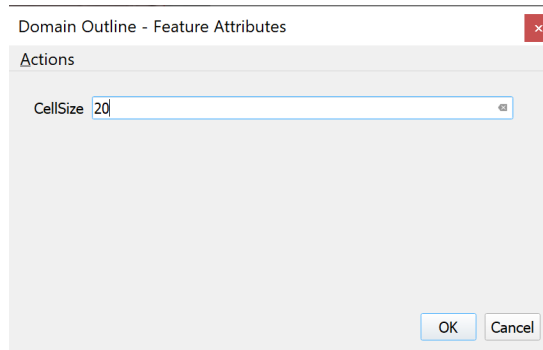 Domain Outline - Feature Attributes
Actions
CellSize 20
OK Cancel